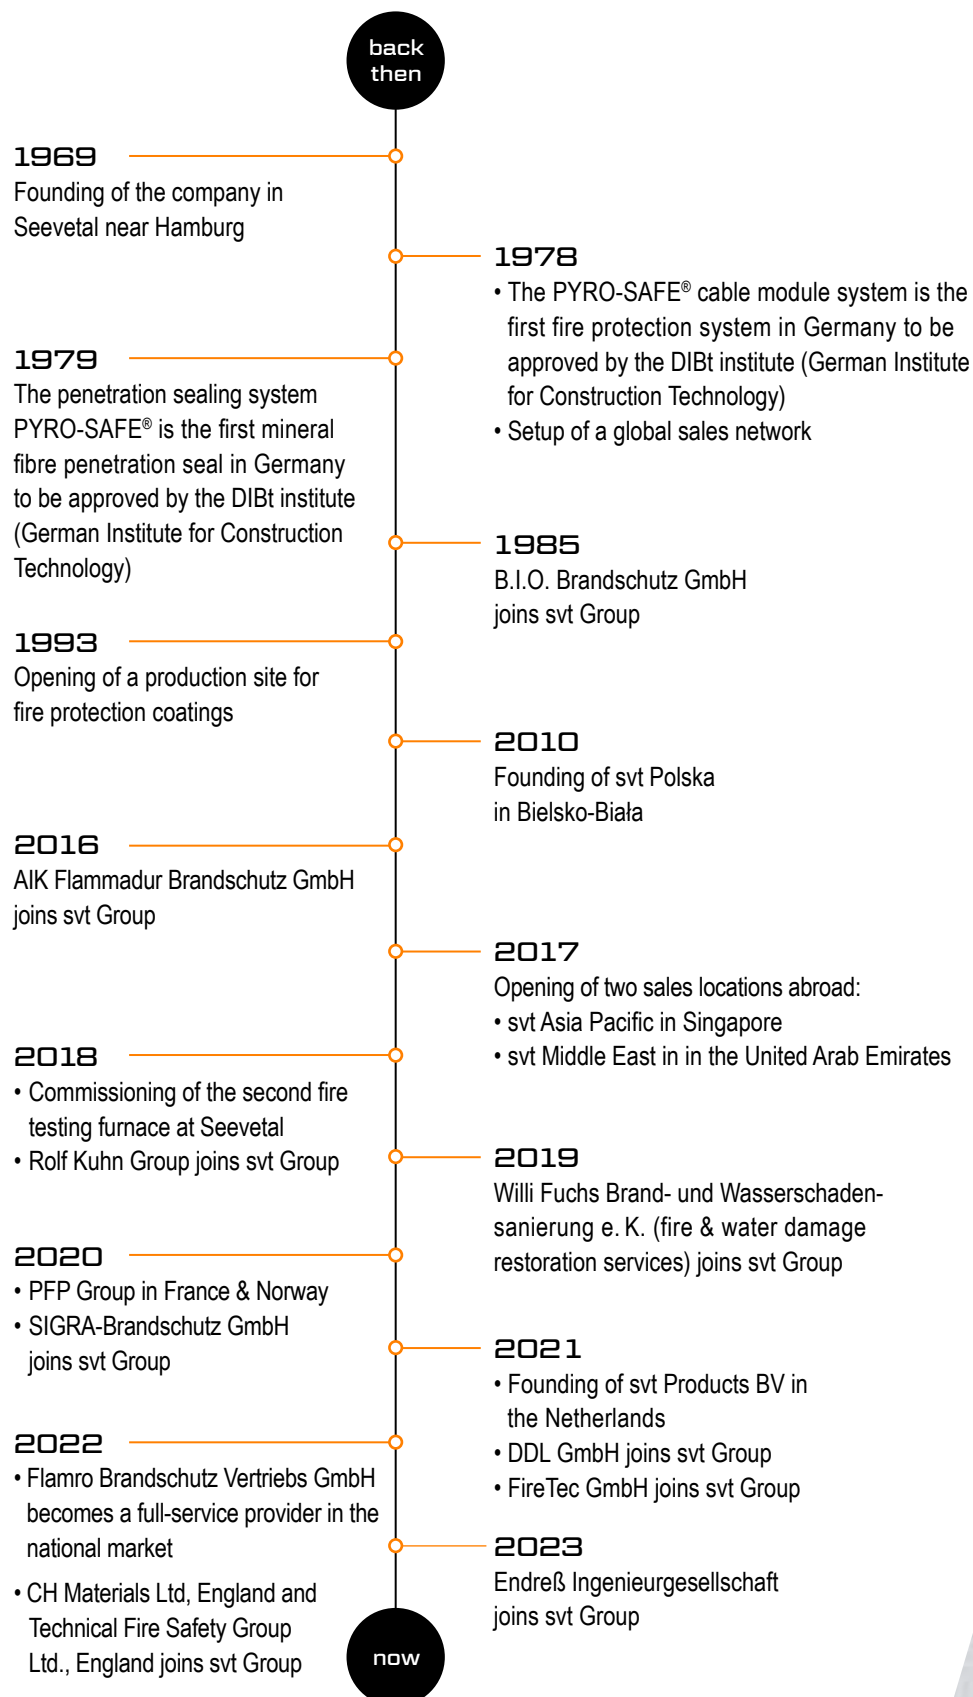 back
then
1969
Founding of the company in
Seevetal near Hamburg
1978
• The PYRO-SAFE® cable module system is the
first fire protection system in Germany to be
approved by the DIBt institute (German Institute
for Construction Technology)
• Setup of a global sales network
1979
The penetration sealing system
PYRO-SAFE® is the first mineral
fibre penetration seal in Germany
to be approved by the DIBt institute
(German Institute for Construction
Technology)
1985
B.I.O. Brandschutz GmbH
joins svt Group
1993
Opening of a production site for
fire protection coatings
2010
Founding of svt Polska
in Bielsko-Biała
2016
AIK Flammadur Brandschutz GmbH
joins svt Group
2017
Opening of two sales locations abroad:
• svt Asia Pacific in Singapore
• svt Middle East in in the United Arab Emirates
2018
• Commissioning of the second fire
testing furnace at Seevetal
• Rolf Kuhn Group joins svt Group
2019
Willi Fuchs Brand- und Wasserschaden-
sanierung e. K. (fire & water damage
restoration services) joins svt Group
2020
• PFP Group in France & Norway
• SIGRA-Brandschutz GmbH
joins svt Group
2021
• Founding of svt Products BV in
the Netherlands
• DDL GmbH joins svt Group
• FireTec GmbH joins svt Group
2022
• Flamro Brandschutz Vertriebs GmbH
becomes a full-service provider in the
national market
• CH Materials Ltd, England and
Technical Fire Safety Group
Ltd., England joins svt Group
2023
Endreß Ingenieurgesellschaft
joins svt Group
now